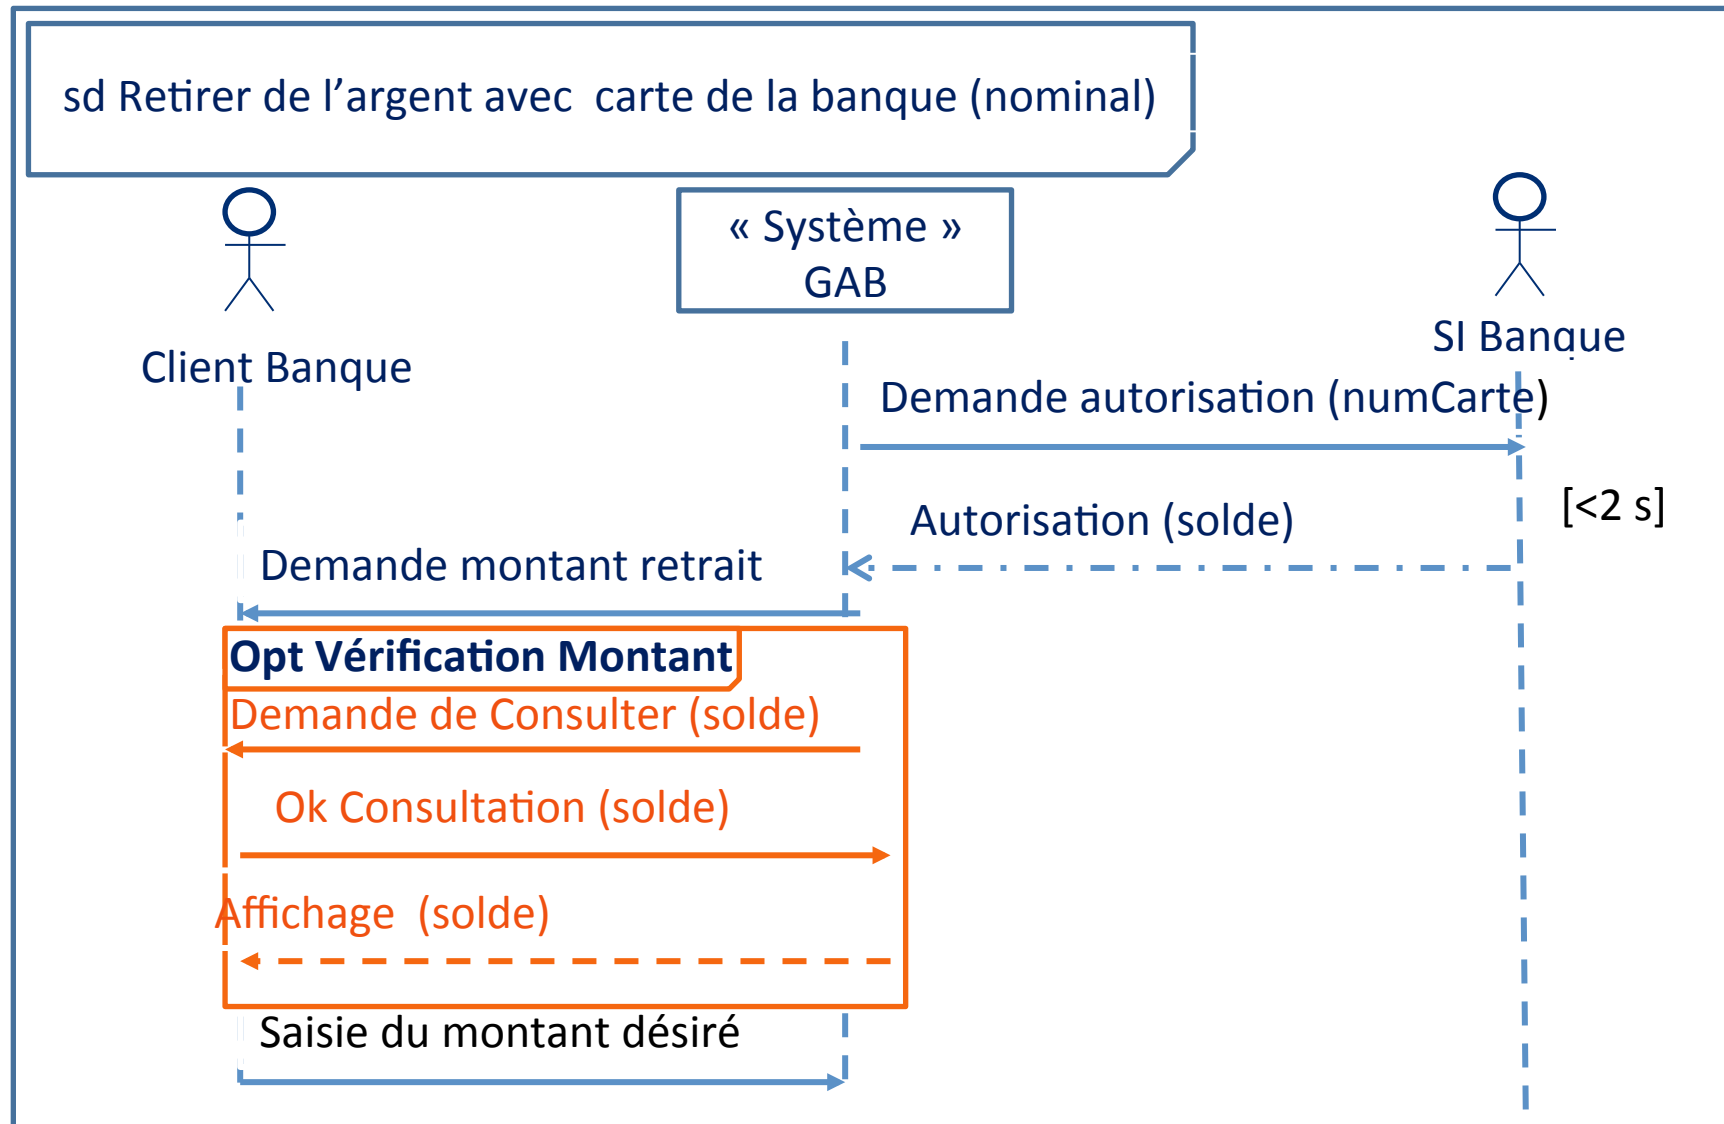 sd Retirer de l’argent avec  carte de la banque (nominal)
« Système »
GAB
Client Banque
SI Banque
Demande autorisation (numCarte)
[<2 s]
Autorisation (solde)
Demande montant retrait
Opt Vérification Montant
Demande de Consulter (solde)
Ok Consultation (solde)
Affichage  (solde)
Saisie du montant désiré